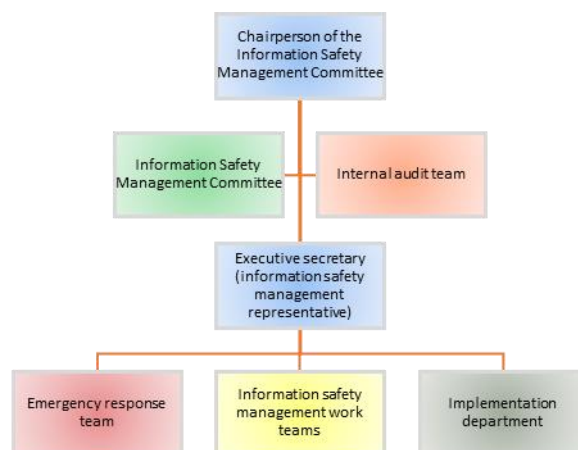 Chairperson of the
Information Safety
Management Committee
Information Safety
Management Committee
Internal audit team
Executive secretary
(information safety
management
representative)
Emergency response
team
Information safety
management work
teams
Implementation
department